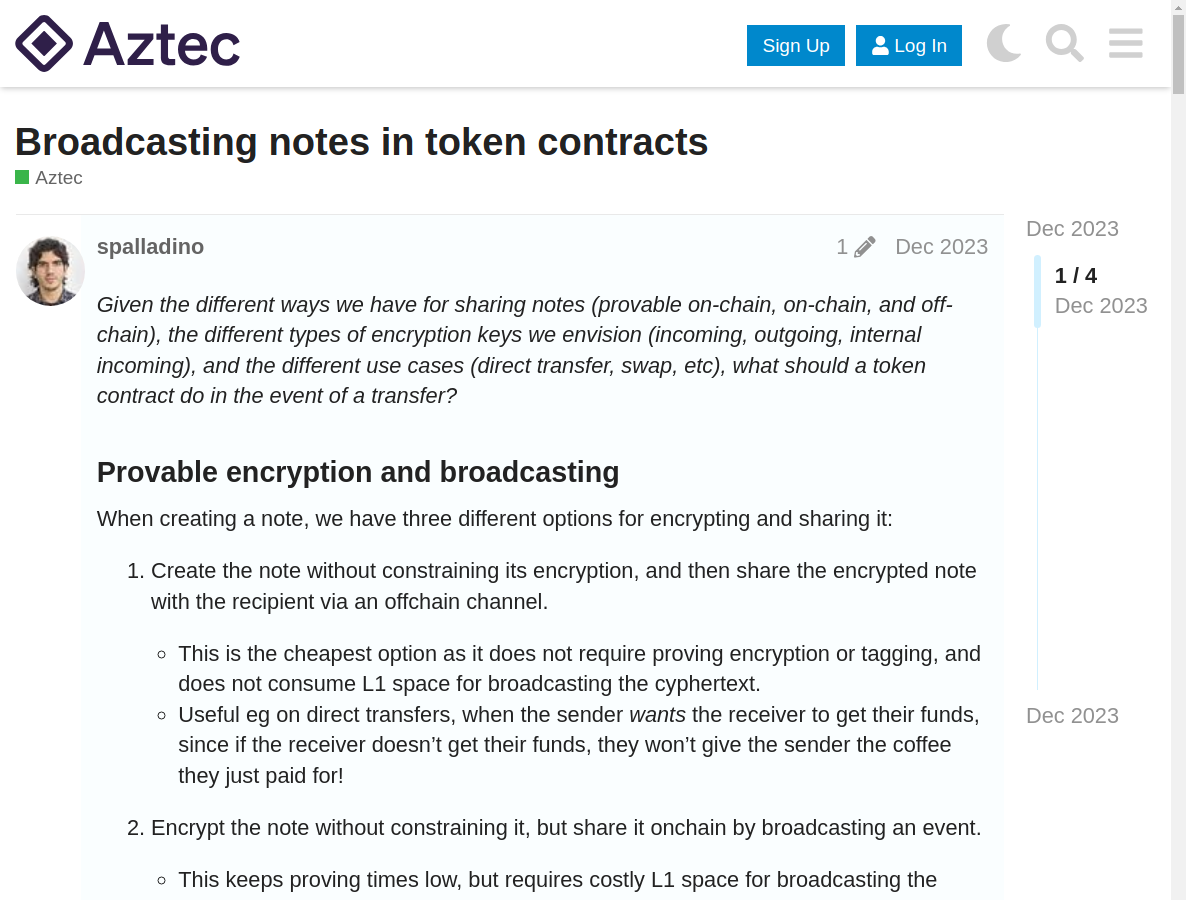 Aztec
Sign Up
Log In
Broadcasting notes in token contracts
Aztec
spalladino
1
Dec 2023
Given the different ways we have for sharing notes (provable on-chain, on-chain, and off-
chain), the different types of encryption keys we envision (incoming, outgoing, internal
incoming), and the different use cases (direct transfer, swap, etc), what should a token
contract do in the event of a transfer?
Provable encryption and broadcasting
When creating a note, we have three different options for encrypting and sharing it:
1. Create the note without constraining its encryption, and then share the encrypted note
with the recipient via an offchain channel.
◦ This is the cheapest option as it does not require proving encryption or tagging, and
does not consume L1 space for broadcasting the cyphertext.
◦ Useful eg on direct transfers, when the sender wants the receiver to get their funds,
since if the receiver doesn’t get their funds, they won’t give the sender the coffee
they just paid for!
2. Encrypt the note without constraining it, but share it onchain by broadcasting an event.
◦ This keeps proving times low, but requires costly L1 space for broadcasting the
Dec 2023
1 / 4
Dec 2023
Dec 2023